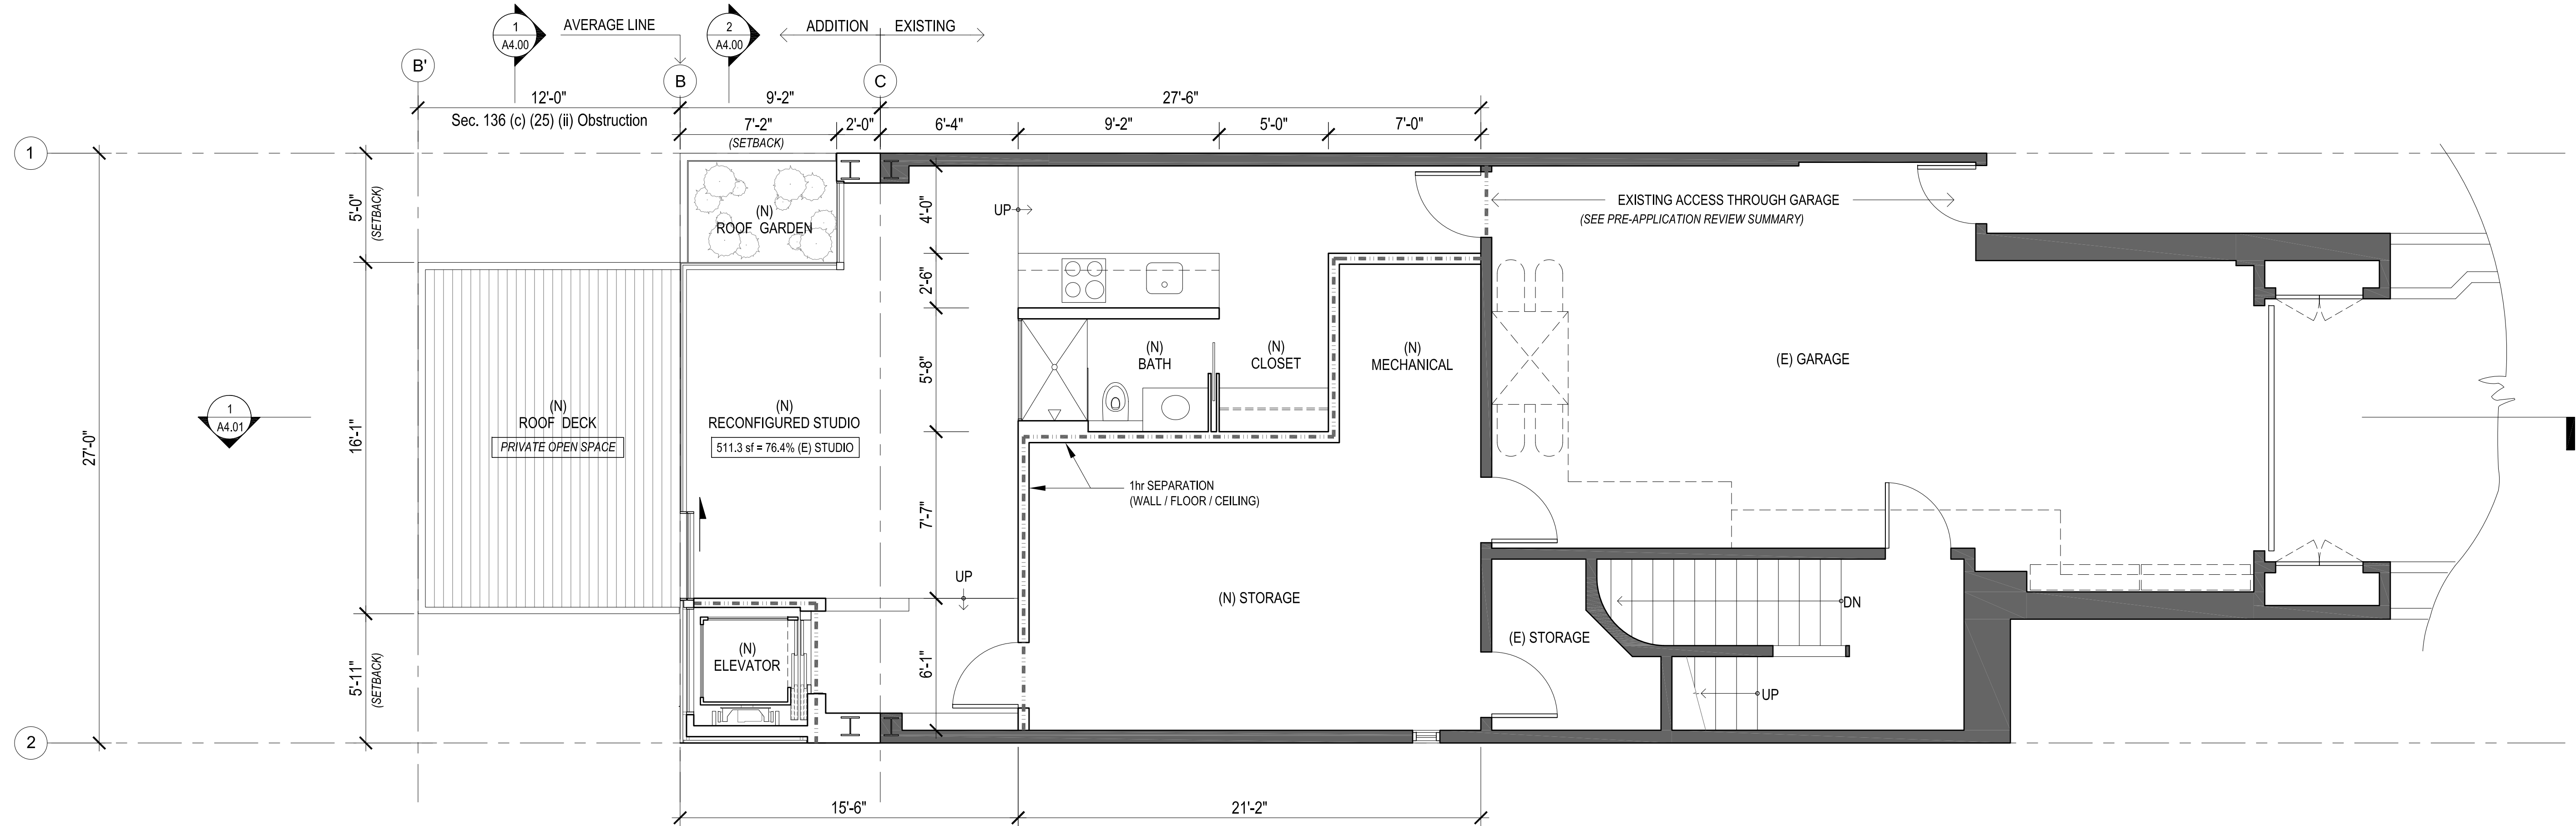 1
A4.00
AVERAGE LINE
2
A4.00
ADDITION
EXISTING
B'
B
C
12'-0"
9'-2"
27'-6"
Sec. 136 (c) (25) (ii) Obstruction
7'-2"
2'-0"
6'-4"
9'-2"
5'-0"
7'-0"
(SETBACK)
1
5'-0"
(SETBACK)
(N)
ROOF GARDEN
4'-0"
UP
EXISTING ACCESS THROUGH GARAGE
(SEE PRE-APPLICATION REVIEW SUMMARY)
2'-6"
(N)
BATH
(N)
CLOSET
(N)
MECHANICAL
(E) GARAGE
5'-8"
1
A4.01
27'-0"
16'-1"
(N)
ROOF DECK
PRIVATE OPEN SPACE
(N)
RECONFIGURED STUDIO
511.3 sf = 76.4% (E) STUDIO
1hr SEPARATION
(WALL / FLOOR / CEILING)
7'-7"
UP
(N) STORAGE
DN
(E) STORAGE
(N)
ELEVATOR
5'-11"
(SETBACK)
6'-1"
UP
2
15'-6"
21'-2"